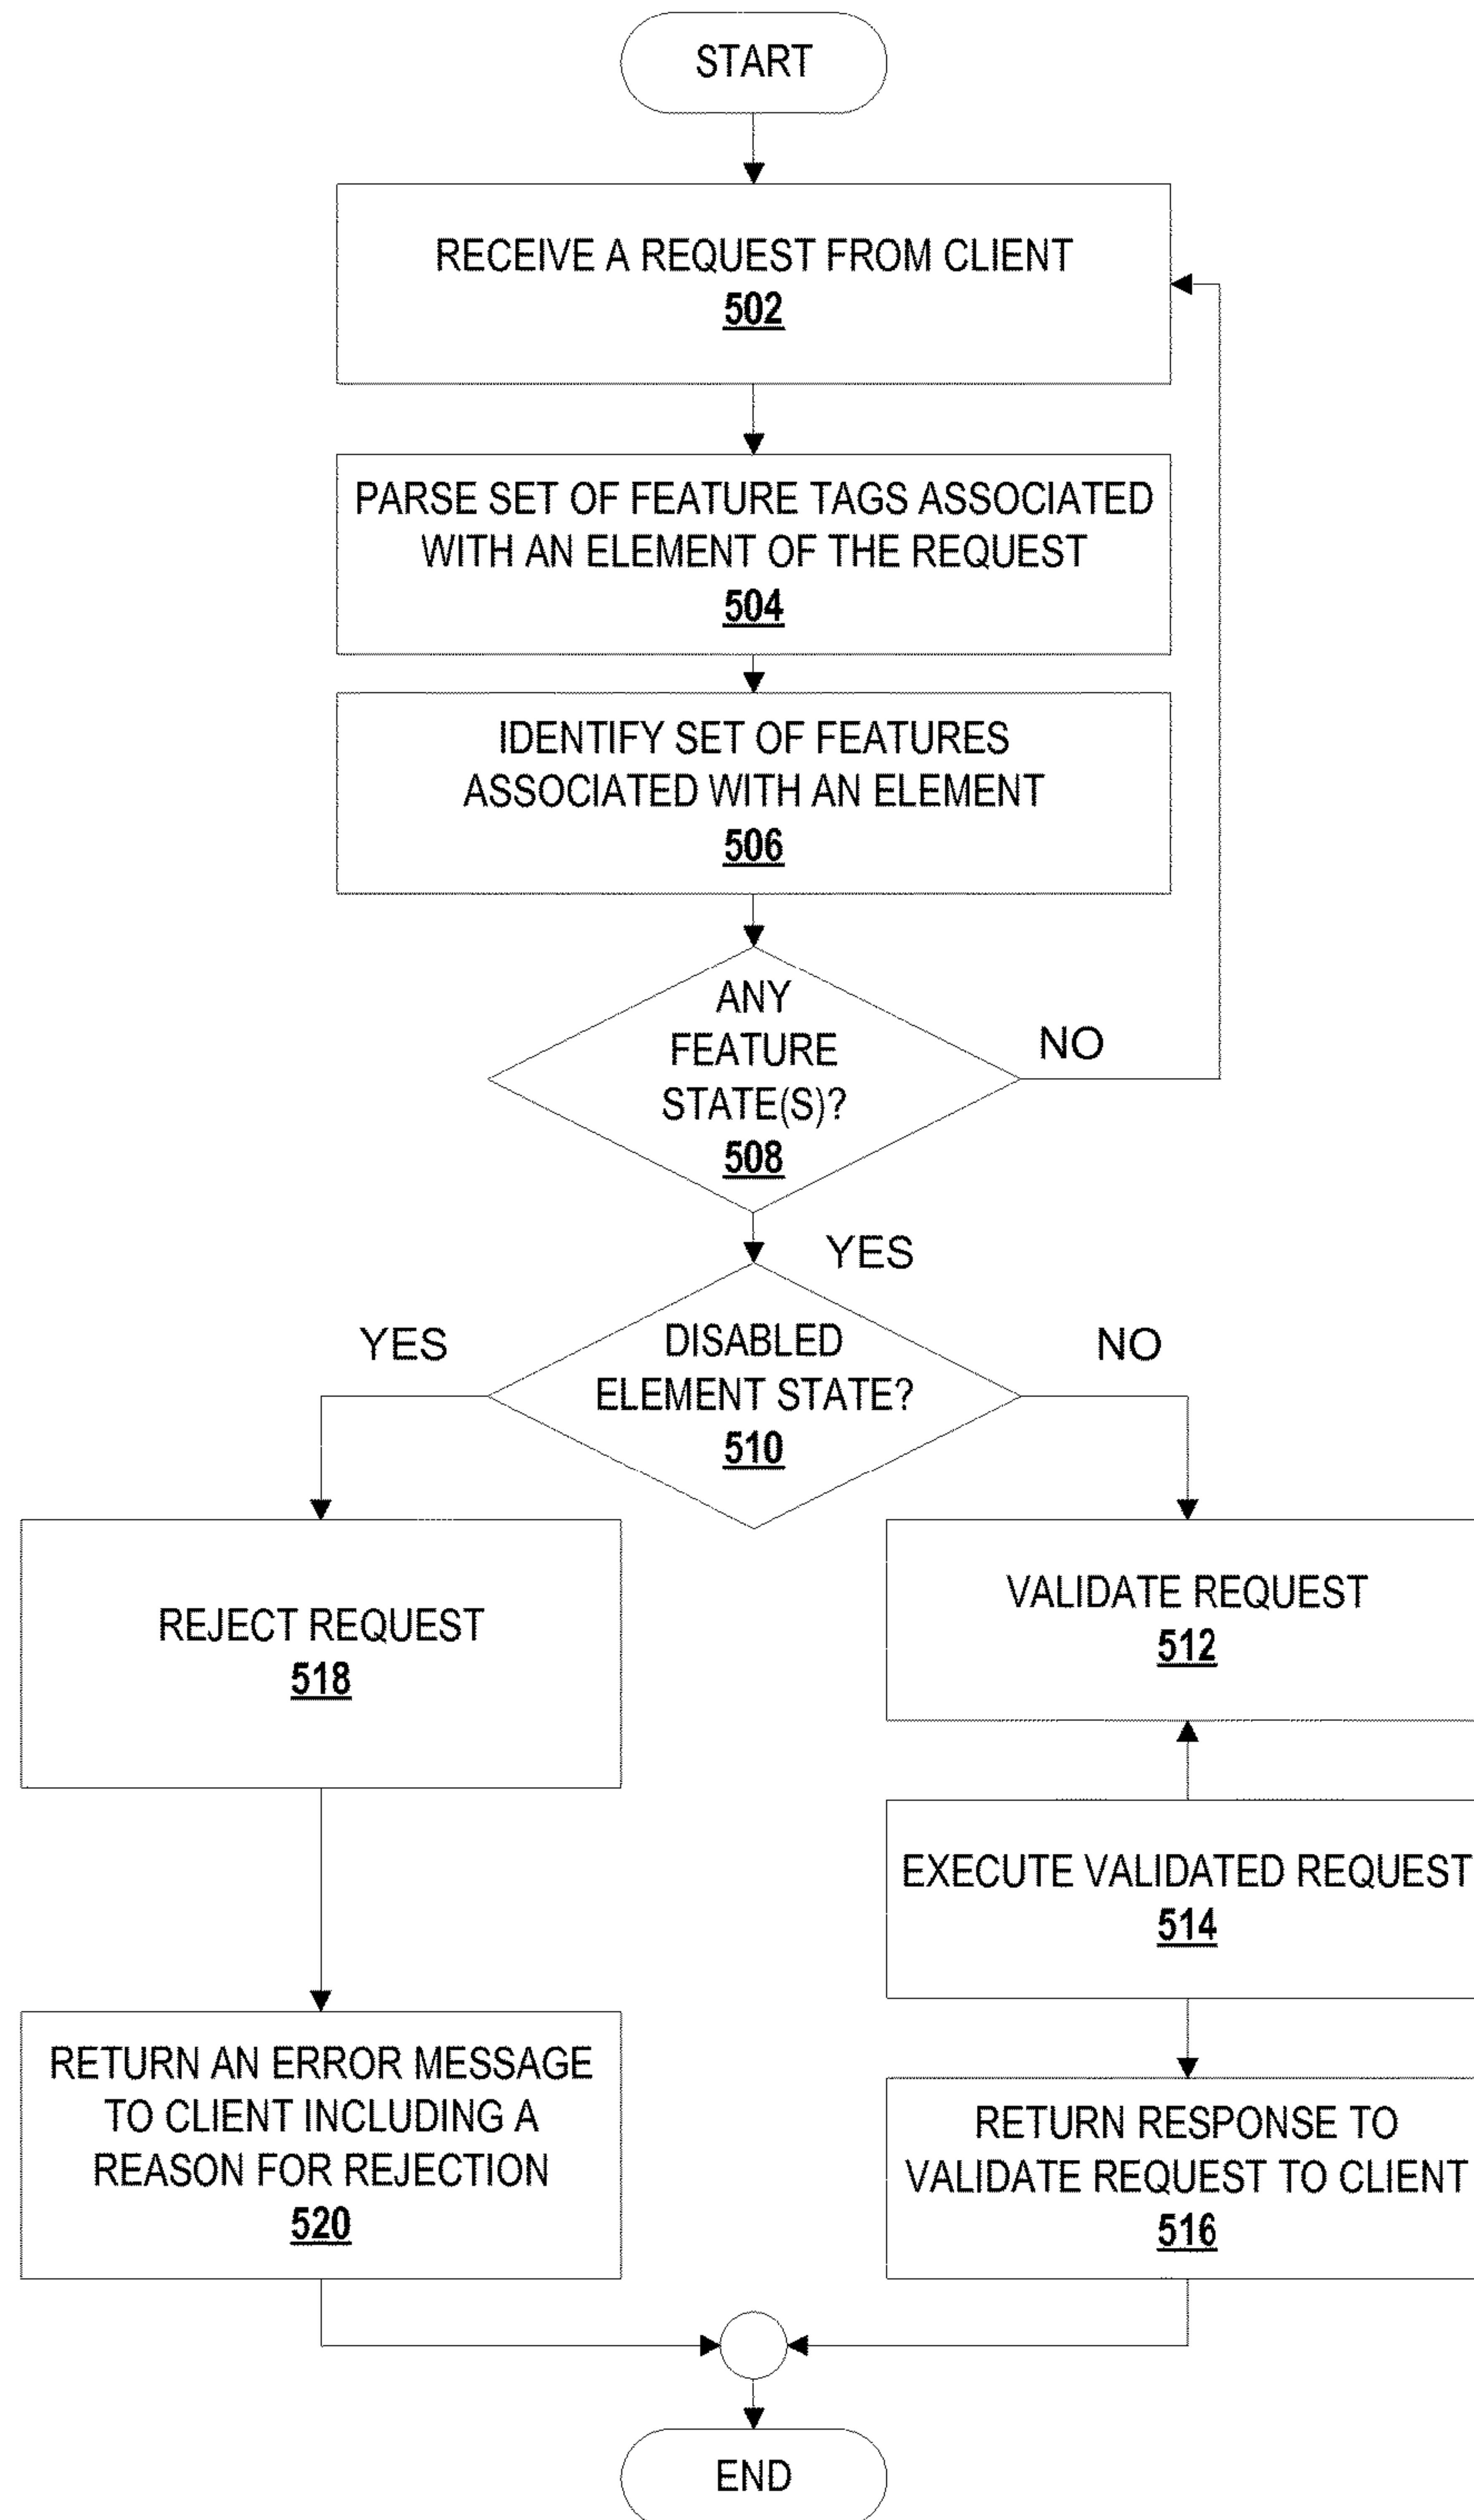 START
RECEIVE A REQUEST FROM CLIENT
502
PARSE SET OF FEATURE TAGS ASSOCIATED
WITH AN ELEMENT OF THE REQUEST
504
IDENTIFY SET OF FEATURES
ASSOCIATED WITH AN ELEMENT
506
ANY
FEATURE
STATE(S)?
508
NO
YES
DISABLED
ELEMENT STATE?
510
YES
NO
REJECT REQUEST
518
VALIDATE REQUEST
512
EXECUTE VALIDATED REQUEST
514
RETURN AN ERROR MESSAGE
TO CLIENT INCLUDING A
REASON FOR REJECTION
520
RETURN RESPONSE TO
VALIDATE REQUEST TO CLIENT
516
END